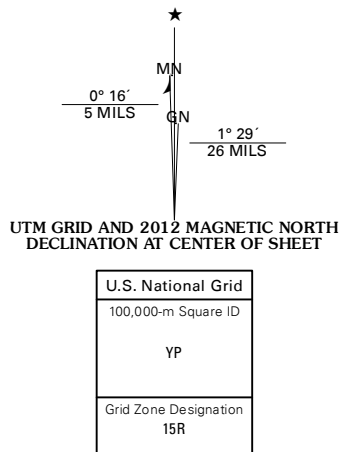 ★
MN
0° 16´
5 MILS
GN
1° 29´
26 MILS
UTM GRID AND 2012 MAGNETIC NORTH
DECLINATION AT CENTER OF SHEET
U.S. National Grid
100,000-m Square ID
YP
Grid Zone Designation
15R